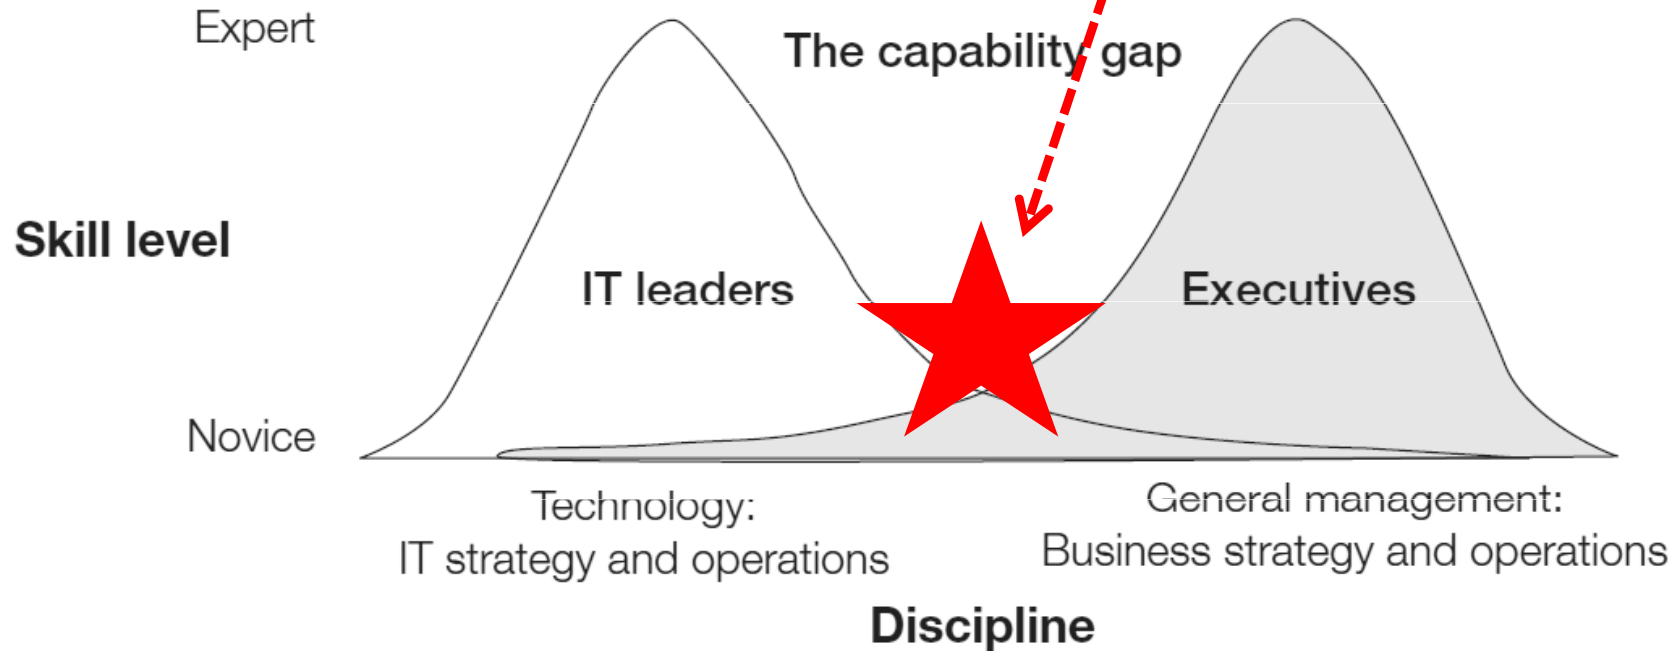 Expert
The capability gap
Skill level
IT leaders
Executives
Novice
Technology:
IT strategy and operations
General management:
Business strategy and operations
Discipline